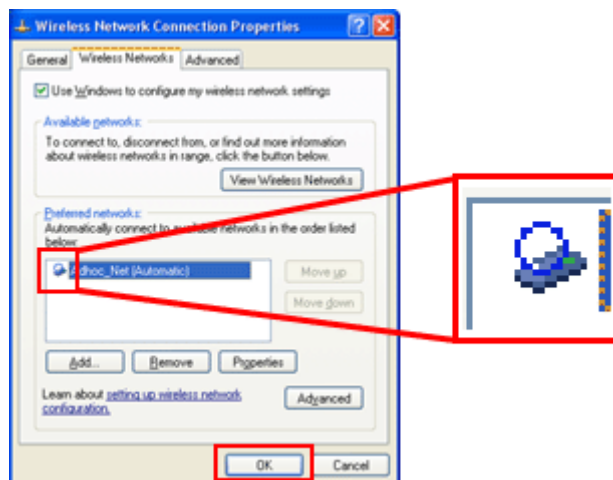 Wireless Network Connection Properties
General Wireless Networks Advanced
Use Windows to configure my wireless network settings
Available networks:
To connect to, disconnect from, or find out more information
about wireless networks in range, click the button below.
View Wireless Networks
Preferred networks:
Automatically connect to available networks in the order listed
below:
Adhoc_Net (Automatic)
Move up
Move down
Add... Remove Properties
Learn about setting up wireless network
configuration.
Advanced
OK Cancel